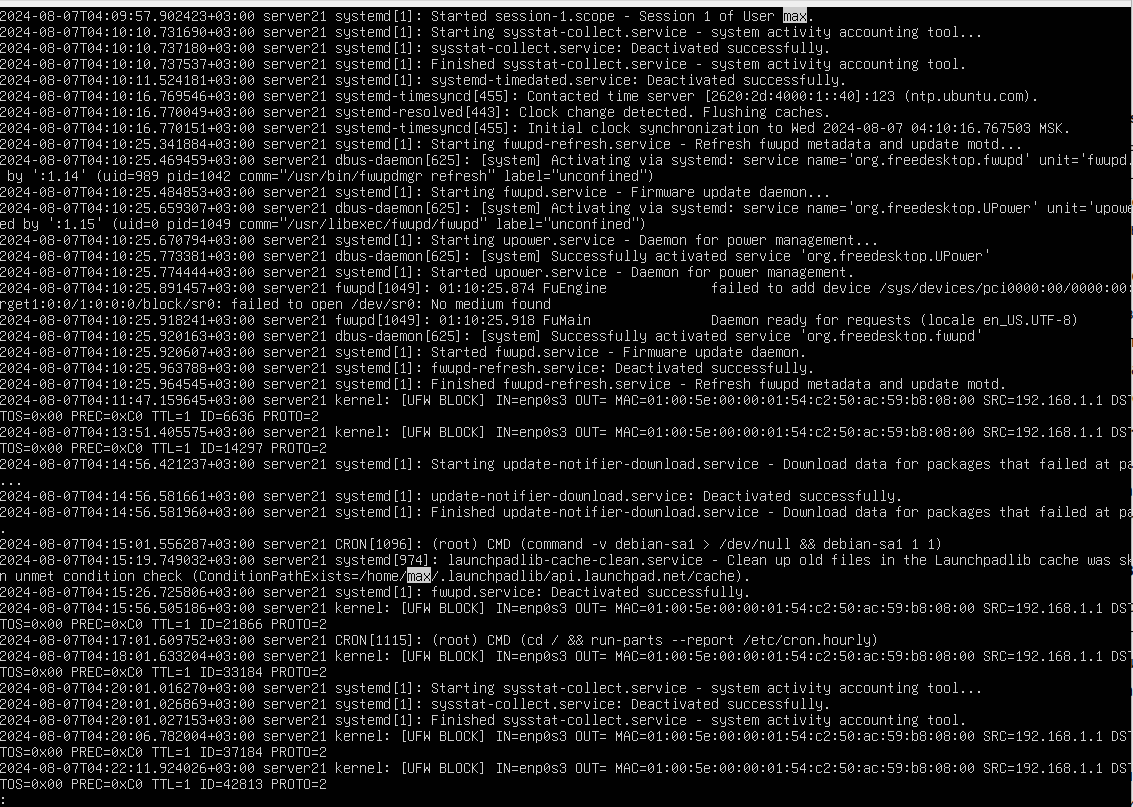 2024-08-07T04:09:57.902423+03:00 server21 systemd[1]: Started session-1.scope - Session 1 of User max.
2024-08-07T04:10:10.731690+03:00 server21 systemd[1]: Starting sysstat-collect.service - system activity accounting tool...
2024-08-07T04:10:10.737180+03:00 server21 systemd[1]: sysstat-collect.service: Deactivated successfully.
2024-08-07T04:10:10.737537+03:00 server21 systemd[1]: Finished sysstat-collect.service - system activity accounting tool.
2024-08-07T04:10:11.524181+03:00 server21 systemd[1]: systemd-timedated.service: Deactivated successfully.
2024-08-07T04:10:16.769546+03:00 server21 systemd-timesyncd[455]: Contacted time server [2620:2d:4000:1::40]:123 (ntp.ubuntu.com).
2024-08-07T04:10:16.770049+03:00 server21 systemd-resolved[443]: Clock change detected. Flushing caches.
2024-08-07T04:10:16.770151+03:00 server21 systemd-timesyncd[455]: Initial clock synchronization to Wed 2024-08-07 04:10:16.767503 MSK.
2024-08-07T04:10:25.341884+03:00 server21 systemd[1]: Starting fwupd-refresh.service - Refresh fwupd metadata and update motd...
2024-08-07T04:10:25.469459+03:00 server21 dbus-daemon[625]: [system] Activating via systemd: service name='org.freedesktop.fwupd' unit='fwupd.
by ':1.14' (uid=989 pid=1042 comm="/usr/bin/fwupdmgr refresh" label="unconfined")
2024-08-07T04:10:25.484853+03:00 server21 systemd[1]: Starting fwupd.service - Firmware update daemon...
2024-08-07T04:10:25.659307+03:00 server21 dbus-daemon[625]: [system] Activating via systemd: service name='org.freedesktop.UPower' unit='upowe
ed by ':1.15' (uid=0 pid=1049 comm="/usr/libexec/fwupd/fwupd" label="unconfined")
2024-08-07T04:10:25.670794+03:00 server21 systemd[1]: Starting upower.service - Daemon for power management...
2024-08-07T04:10:25.773381+03:00 server21 dbus-daemon[625]: [system] Successfully activated service 'org.freedesktop.UPower'
2024-08-07T04:10:25.774444+03:00 server21 systemd[1]: Started upower.service - Daemon for power management.
2024-08-07T04:10:25.891457+03:00 server21 fwupd[1049]: 01:10:25.874 FuEngine failed to add device /sys/devices/pci0000:00/0000:00:
rget1:0:0/1:0:0:0/block/sr0: failed to open /dev/sr0: No medium found
2024-08-07T04:10:25.918241+03:00 server21 fwupd[1049]: 01:10:25.918 FuMain Daemon ready for requests (locale en_US.UTF-8)
2024-08-07T04:10:25.920163+03:00 server21 dbus-daemon[625]: [system] Successfully activated service 'org.freedesktop.fwupd'
2024-08-07T04:10:25.920607+03:00 server21 systemd[1]: Started fwupd.service - Firmware update daemon.
2024-08-07T04:10:25.963788+03:00 server21 systemd[1]: fwupd-refresh.service: Deactivated successfully.
2024-08-07T04:10:25.964545+03:00 server21 systemd[1]: Finished fwupd-refresh.service - Refresh fwupd metadata and update motd.
2024-08-07T04:11:47.159645+03:00 server21 kernel: [UFW BLOCK] IN=enp0s3 OUT= MAC=01:00:5e:00:00:01:54:c2:50:ac:59:b8:08:00 SRC=192.168.1.1 DST
TOS=0x00 PREC=0xC0 TTL=1 ID=6636 PROTO=2
2024-08-07T04:13:51.405575+03:00 server21 kernel: [UFW BLOCK] IN=enp0s3 OUT= MAC=01:00:5e:00:00:01:54:c2:50:ac:59:b8:08:00 SRC=192.168.1.1 DST
TOS=0x00 PREC=0xC0 TTL=1 ID=14297 PROTO=2
2024-08-07T04:14:56.421237+03:00 server21 systemd[1]: Starting update-notifier-download.service - Download data for packages that failed at pa
...
2024-08-07T04:14:56.581661+03:00 server21 systemd[1]: update-notifier-download.service: Deactivated successfully.
2024-08-07T04:14:56.581960+03:00 server21 systemd[1]: Finished update-notifier-download.service - Download data for packages that failed at pa
.
2024-08-07T04:15:01.556287+03:00 server21 CRON[1096]: (root) CMD (command -v debian-sa1 > /dev/null && debian-sa1 1 1)
2024-08-07T04:15:19.749032+03:00 server21 systemd[974]: launchpadlib-cache-clean.service - Clean up old files in the Launchpadlib cache was sk
n unmet condition check (ConditionPathExists=/home/max/.launchpadlib/api.launchpad.net/cache).
2024-08-07T04:15:26.725806+03:00 server21 systemd[1]: fwupd.service: Deactivated successfully.
2024-08-07T04:15:56.505186+03:00 server21 kernel: [UFW BLOCK] IN=enp0s3 OUT= MAC=01:00:5e:00:00:01:54:c2:50:ac:59:b8:08:00 SRC=192.168.1.1 DST
TOS=0x00 PREC=0xC0 TTL=1 ID=21866 PROTO=2
2024-08-07T04:17:01.609752+03:00 server21 CRON[1115]: (root) CMD (cd / && run-parts --report /etc/cron.hourly)
2024-08-07T04:18:01.633204+03:00 server21 kernel: [UFW BLOCK] IN=enp0s3 OUT= MAC=01:00:5e:00:00:01:54:c2:50:ac:59:b8:08:00 SRC=192.168.1.1 DST
TOS=0x00 PREC=0xC0 TTL=1 ID=33184 PROTO=2
2024-08-07T04:20:01.016270+03:00 server21 systemd[1]: Starting sysstat-collect.service - system activity accounting tool...
2024-08-07T04:20:01.026869+03:00 server21 systemd[1]: sysstat-collect.service: Deactivated successfully.
2024-08-07T04:20:01.027153+03:00 server21 systemd[1]: Finished sysstat-collect.service - system activity accounting tool.
2024-08-07T04:20:06.782004+03:00 server21 kernel: [UFW BLOCK] IN=enp0s3 OUT= MAC=01:00:5e:00:00:01:54:c2:50:ac:59:b8:08:00 SRC=192.168.1.1 DST
TOS=0x00 PREC=0xC0 TTL=1 ID=37184 PROTO=2
2024-08-07T04:22:11.924026+03:00 server21 kernel: [UFW BLOCK] IN=enp0s3 OUT= MAC=01:00:5e:00:00:01:54:c2:50:ac:59:b8:08:00 SRC=192.168.1.1 DST
TOS=0x00 PREC=0xC0 TTL=1 ID=42813 PROTO=2
: